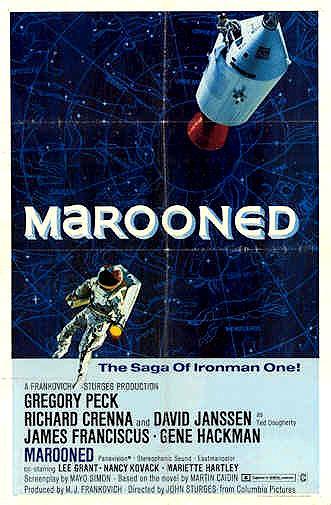 MAROONED
The Saga Of Ironman One!
A FRANKOVICH STURGES PRODUCTION
GREGORY PECK
RICHARD CRENNA and DAVID JANSSEN as Ted Dougherty
JAMES FRANCISCUS · GENE HACKMAN
MAROONED Panavision® · Stereophonic Sound · Eastmancolor
co-starring LEE GRANT · NANCY KOVACK · MARIETTE HARTLEY
Screenplay by MAYO SIMON · Based on the novel by MARTIN CAIDIN
Produced by M. J. FRANKOVICH · Directed by JOHN STURGES · from Columbia Pictures